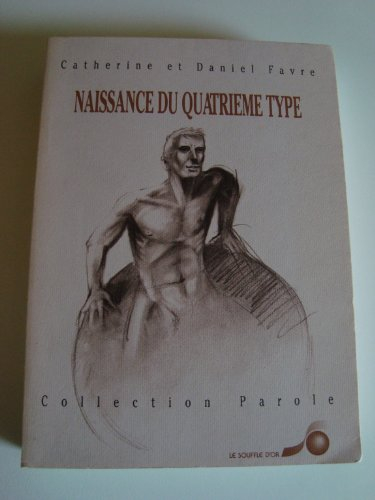 Catherine et Daniel Favre
NAISSANCE DU QUATRIEME TYPE
Collection Parole
LE SOUFFLE D'OR